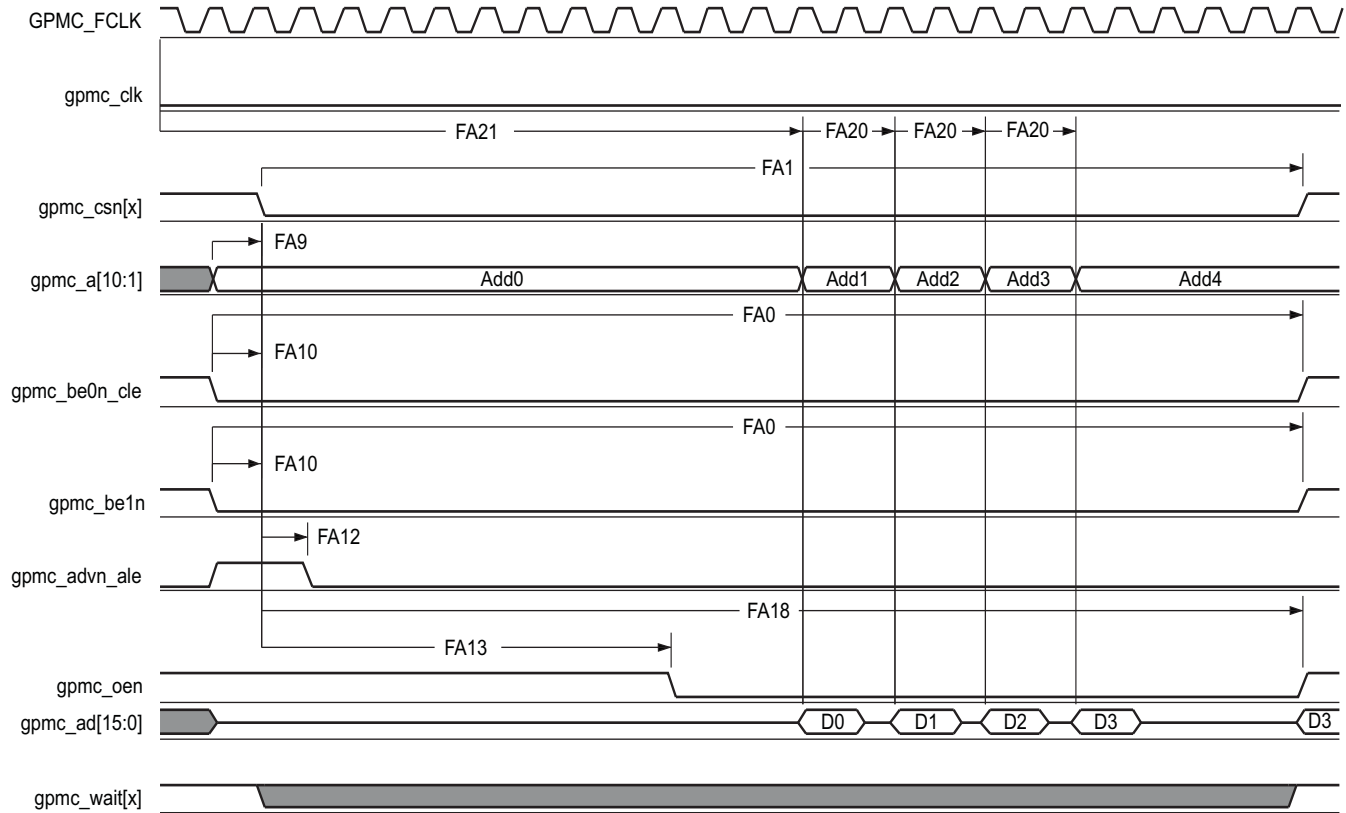 GPMC_FCLK
gpmc_clk
FA21 FA20 FA20 FA20
FA1
gpmc_csn[x]
FA9
gpmc_a[10:1] Add0 Add1 Add2 Add3 Add4
FA0
FA10
gpmc_be0n_cle
FA0
FA10
gpmc_be1n
FA12
gpmc_advn_ale
FA18
FA13
gpmc_oen
gpmc_ad[15:0] D0 D1 D2 D3 D3
gpmc_wait[x]